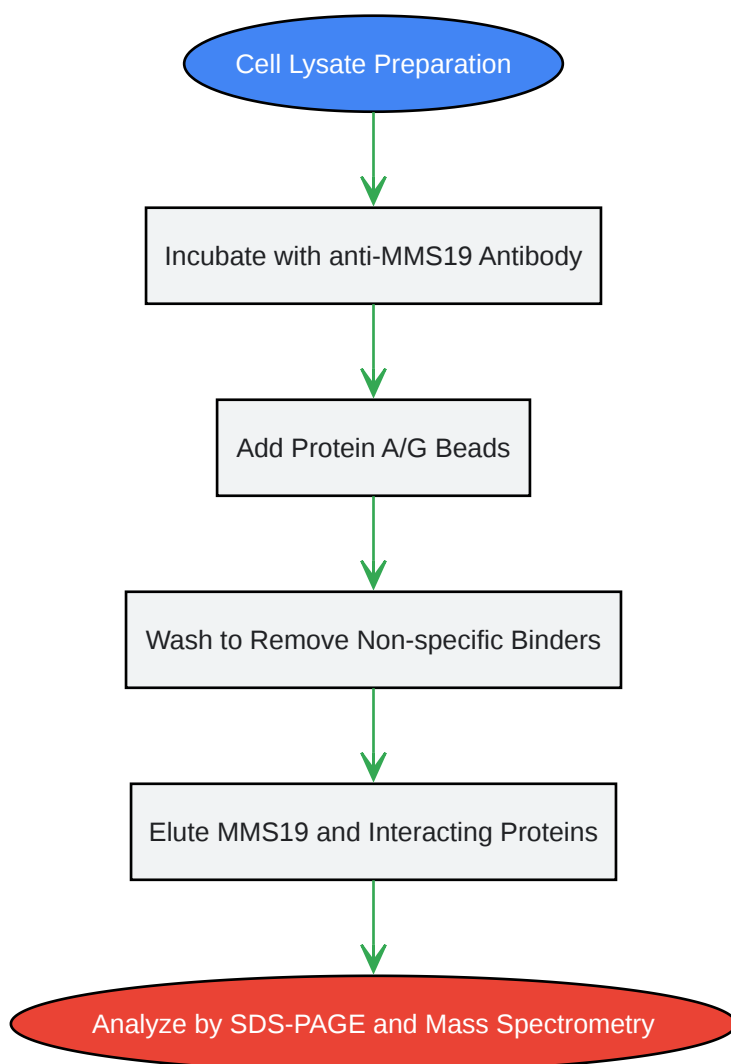 Cell Lysate Preparation
Incubate with anti-MMS19 Antibody
Add Protein A/G Beads
Wash to Remove Non-specific Binders
Elute MMS19 and Interacting Proteins
Analyze by SDS-PAGE and Mass Spectrometry